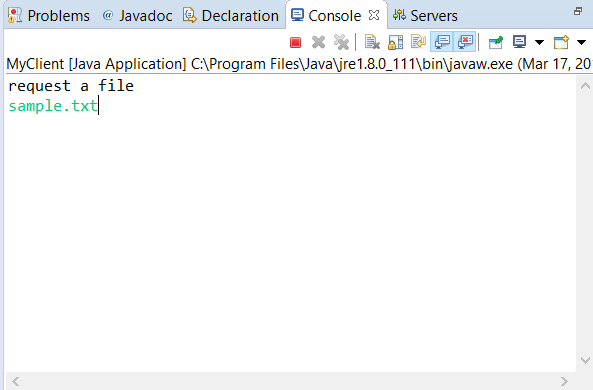 Problems @ Javadoc Declaration Console Servers
MyClient [Java Application] C:\Program Files\Java\jre1.8.0_111\bin\javaw.exe (Mar 17, 20
request a file
sample.txt